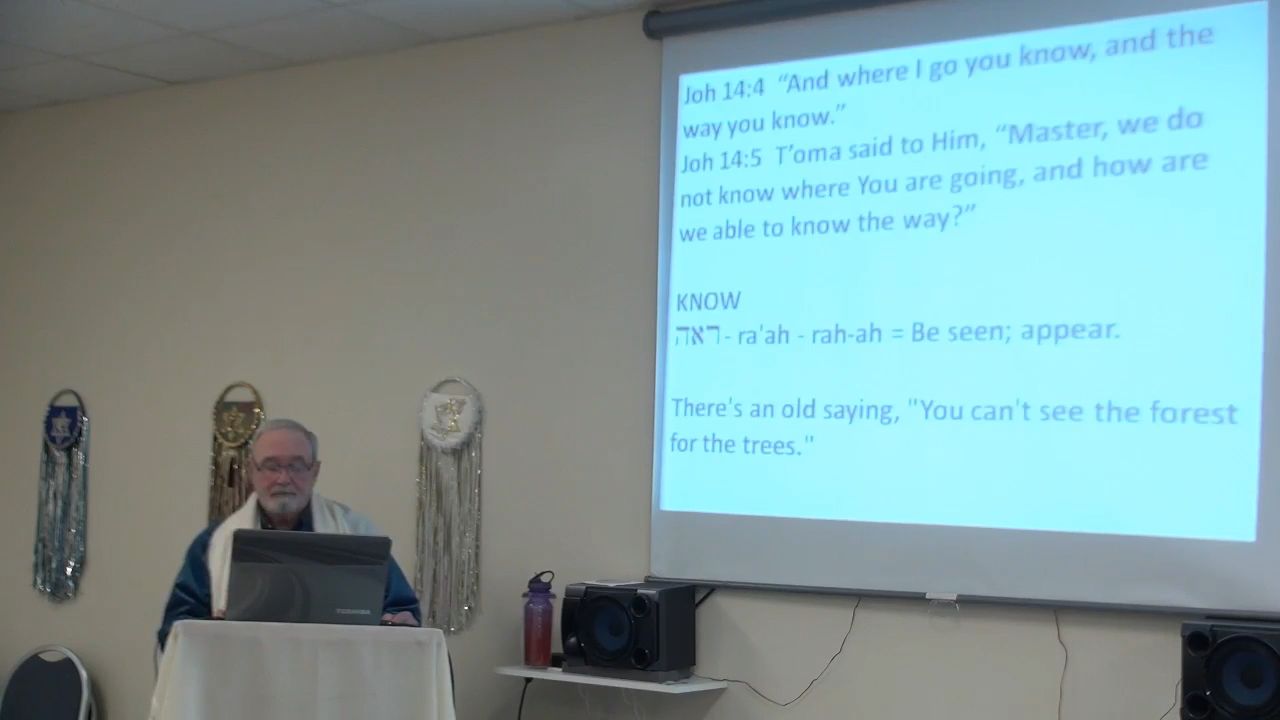 Joh 14:4 “And where I go you know, and the
way you know.”
Joh 14:5 T’oma said to Him, “Master, we do
not know where You are going, and how are
we able to know the way?”
KNOW
ראה - ra'ah - rah-ah = Be seen; appear.
There's an old saying, "You can't see the forest
for the trees."
TOSHIBA